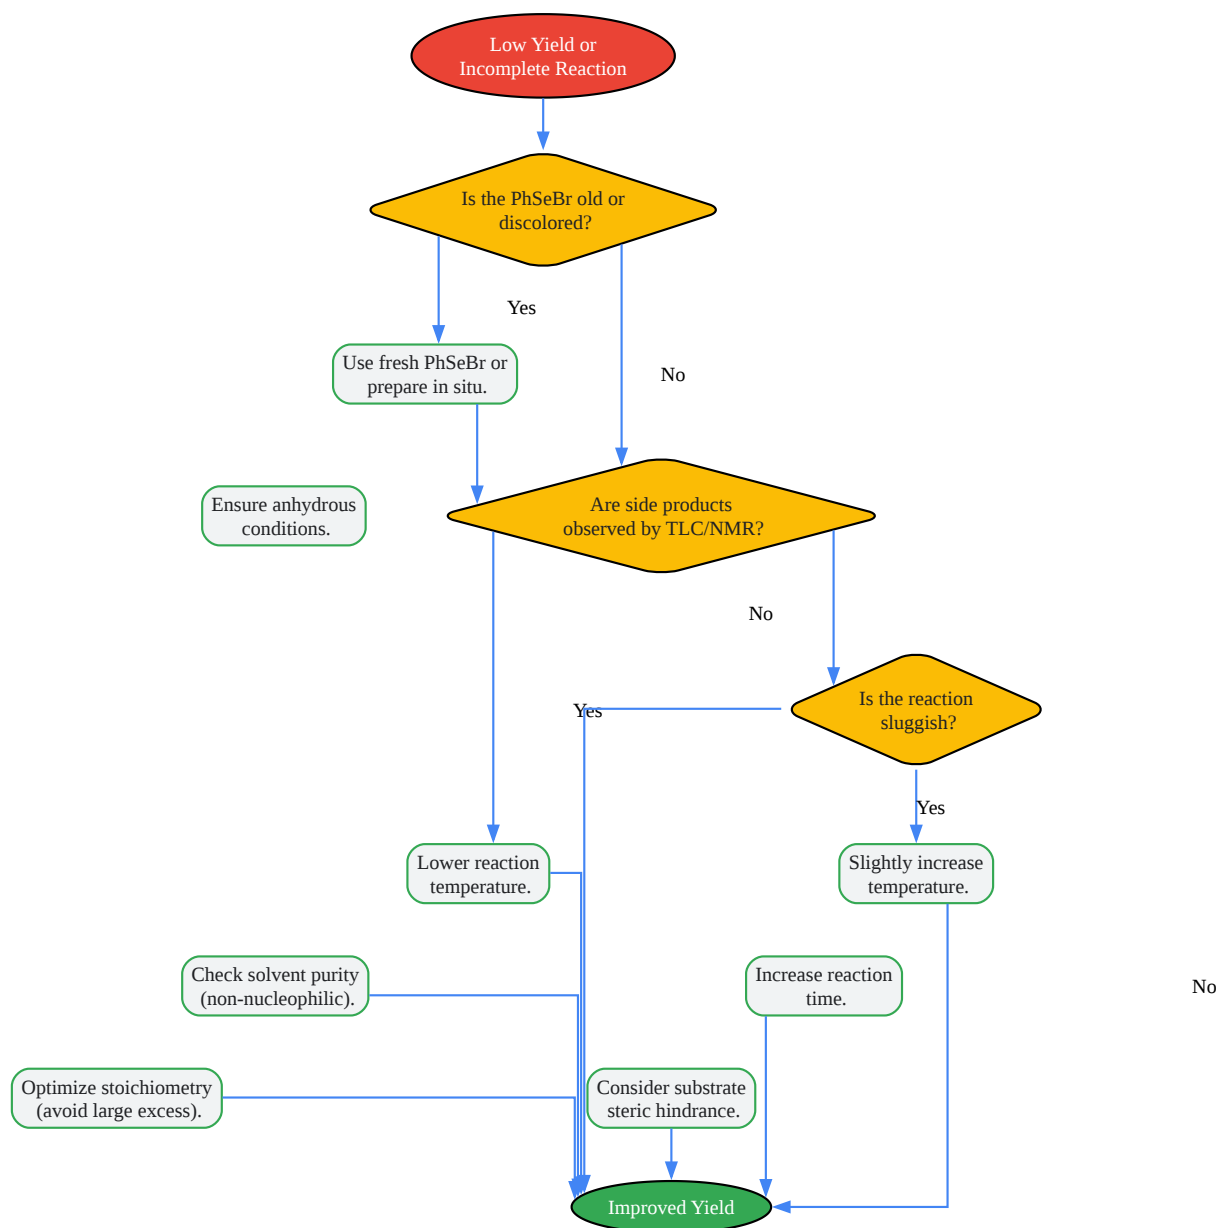 Low Yield or
Incomplete Reaction
Is the PhSeBr old or
discolored?
Yes
Use fresh PhSeBr or
prepare in situ.
No
Ensure anhydrous
conditions.
Are side products
observed by TLC/NMR?
No
Yes
Is the reaction
sluggish?
Yes
Lower reaction
temperature.
Slightly increase
temperature.
Check solvent purity
(non-nucleophilic).
Increase reaction
time.
No
Optimize stoichiometry
(avoid large excess).
Consider substrate
steric hindrance.
Improved Yield